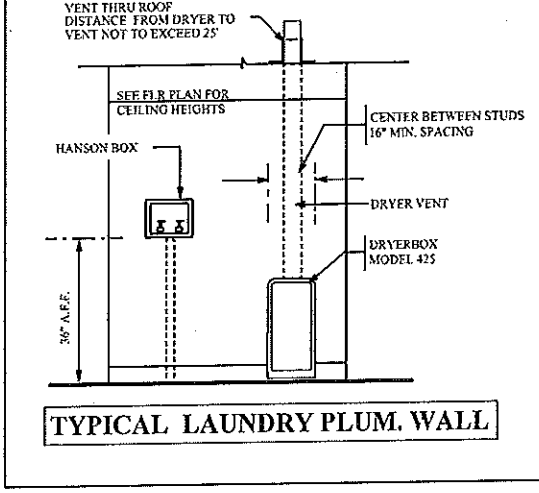 VENT THRU ROOF
DISTANCE FROM DRYER TO
VENT NOT TO EXCEED 25'
SEE FLR PLAN FOR
CEILING HEIGHTS
CENTER BETWEEN STUDS
16" MIN. SPACING
HANSON BOX
DRYER VENT
DRYERBOX
MODEL 425
36" A.F.F.
TYPICAL LAUNDRY PLUM. WALL